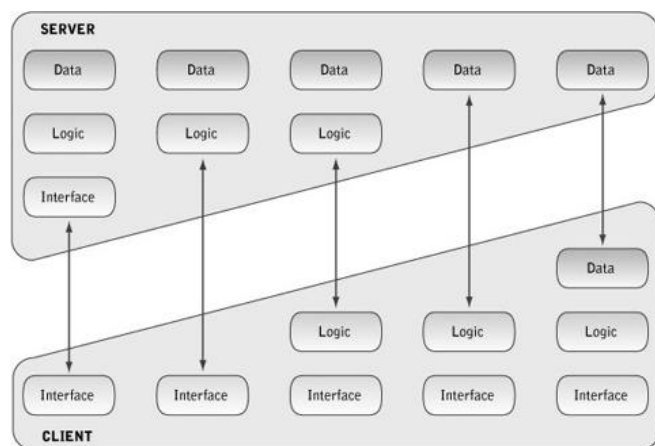 SERVER
Data Data Data Data Data
Logic Logic Logic
Interface
Data
Logic Logic Logic
Interface Interface Interface Interface Interface
CLIENT